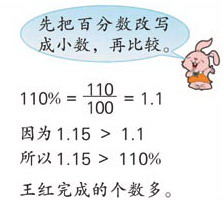 先把百分数改写
成小数，再比较。
110% = 110/100 = 1.1
因为 1.15 > 1.1
所以 1.15 > 110%
王红完成的个数多。